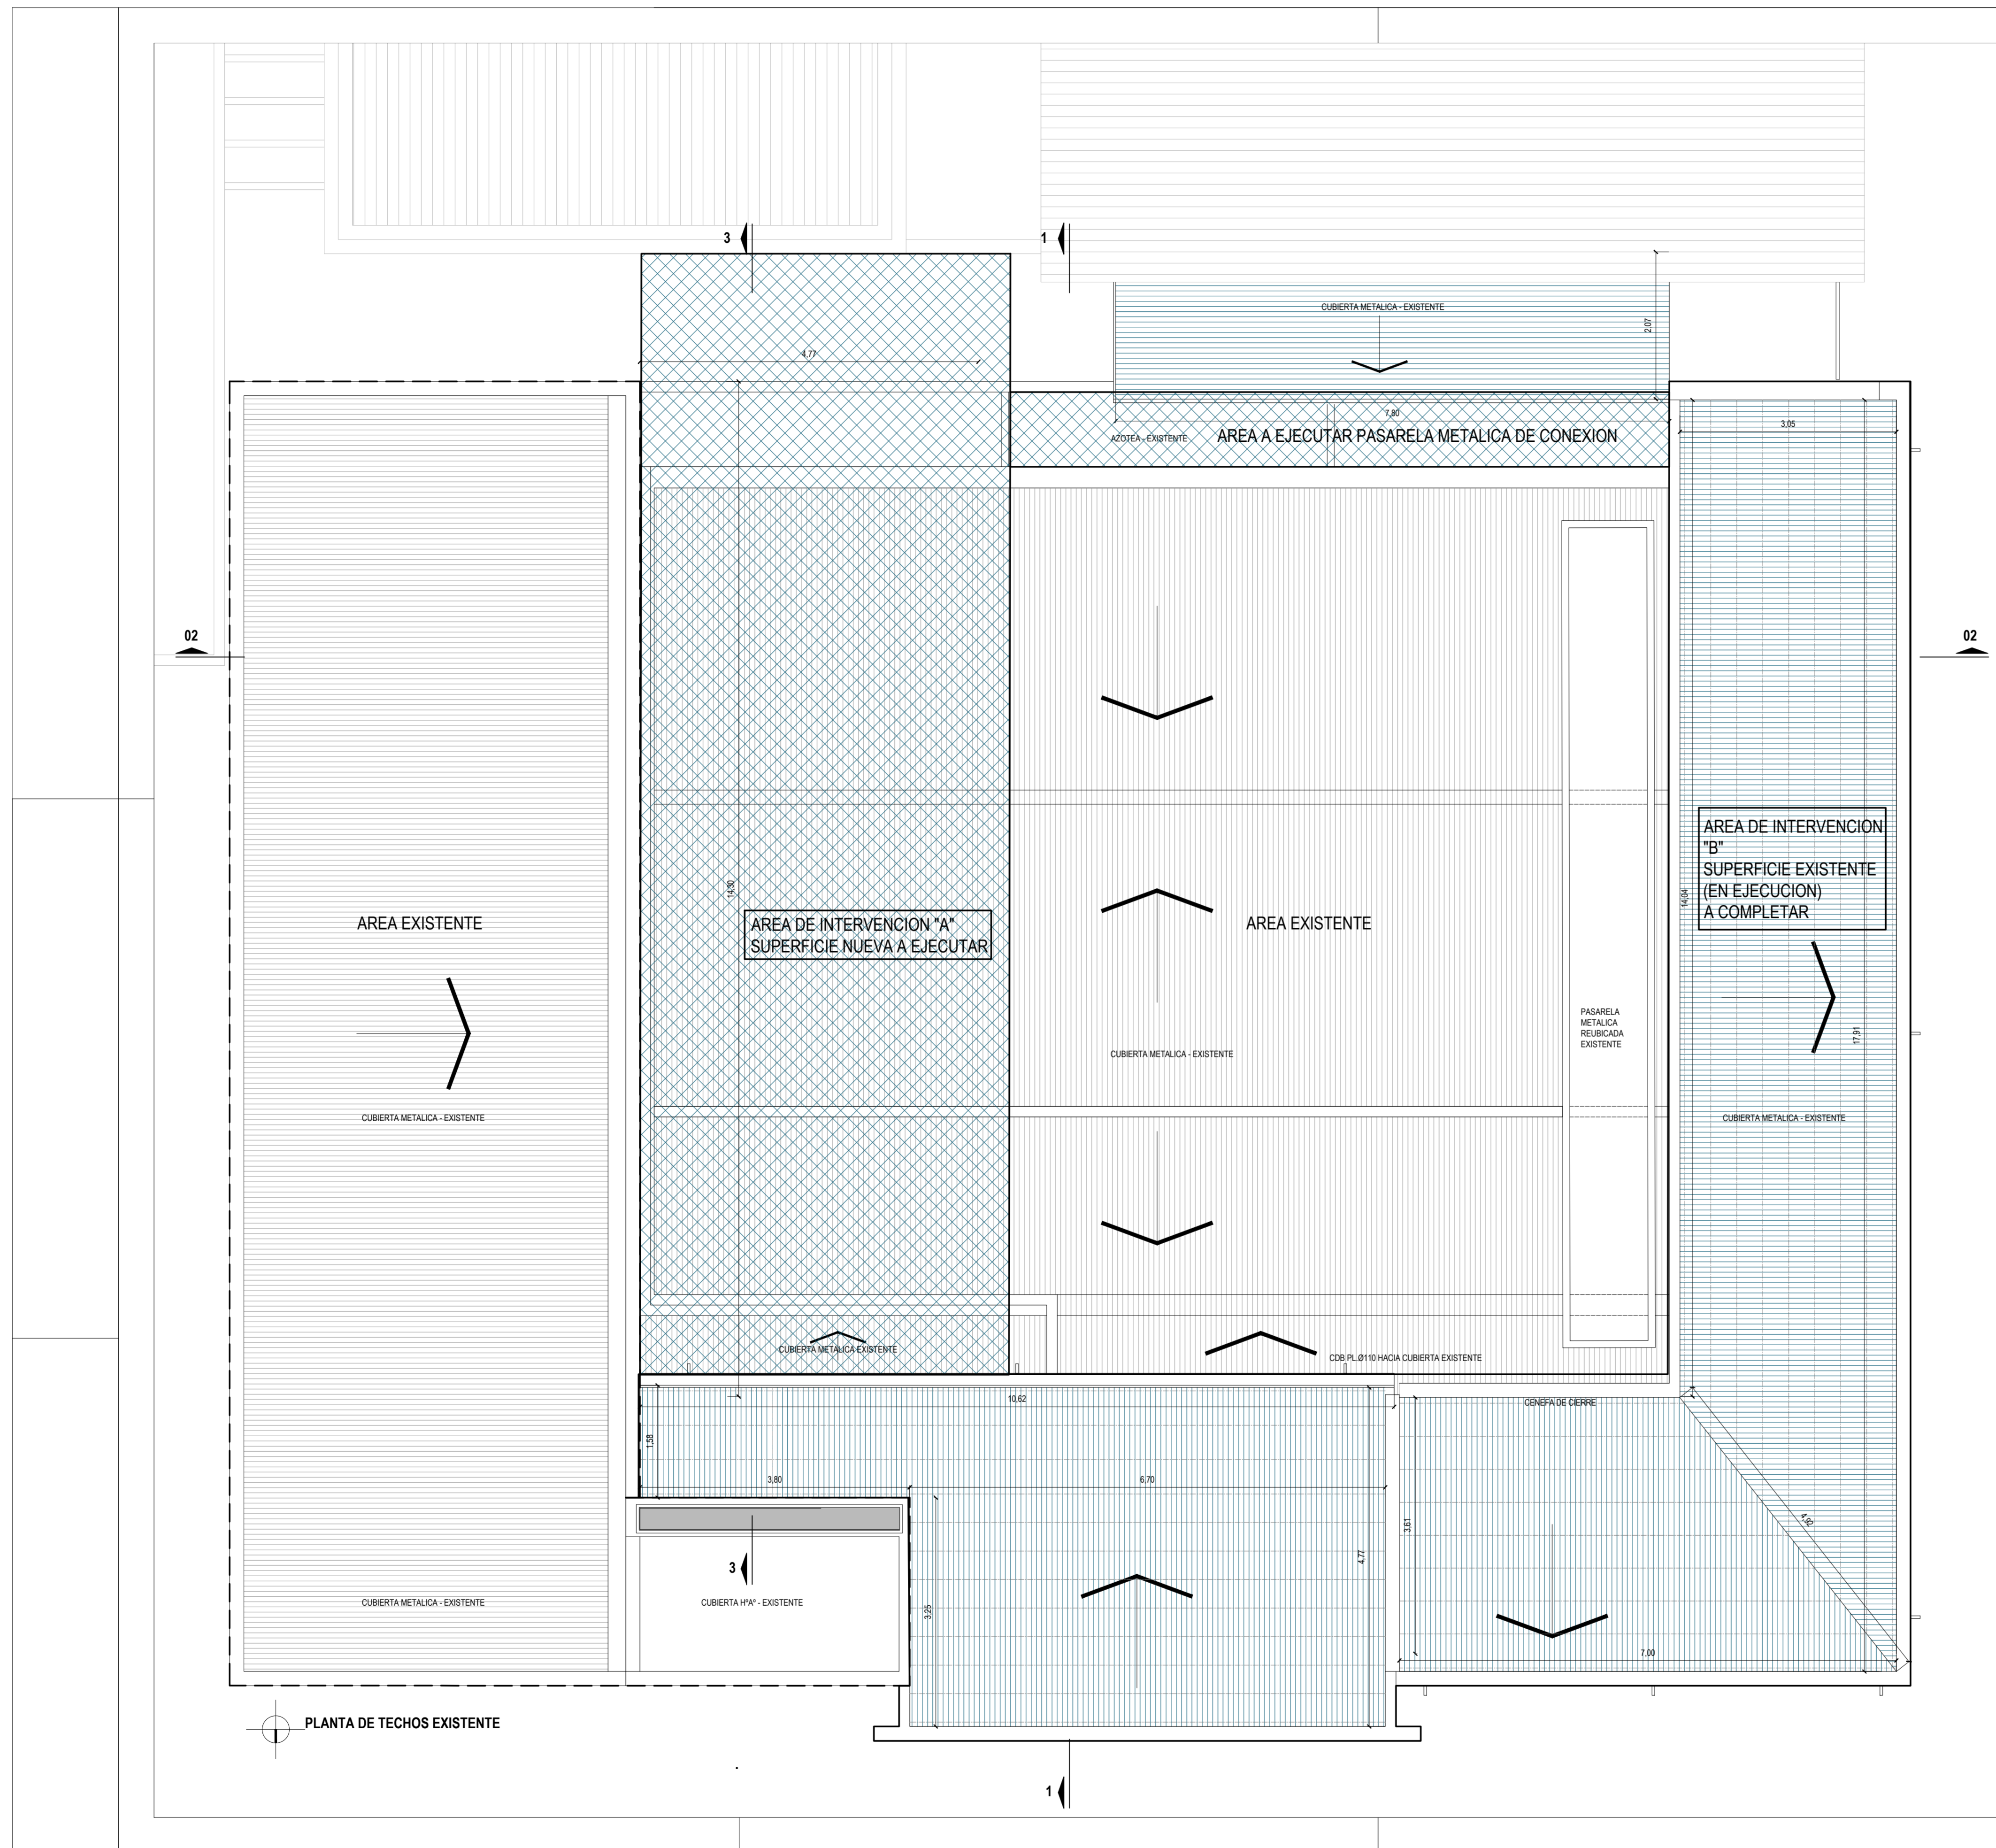 3
1
CUBIERTA METALICA - EXISTENTE
2,07
4,77
7,80
AZOTEA - EXISTENTE
AREA A EJECUTAR PASARELA METALICA DE CONEXION
3,05
02
02
AREA DE INTERVENCION
"B"
SUPERFICIE EXISTENTE
(EN EJECUCION)
A COMPLETAR
14,30
14,04
AREA EXISTENTE
AREA DE INTERVENCION "A"
SUPERFICIE NUEVA A EJECUTAR
AREA EXISTENTE
PASARELA
METALICA
REUBICADA
EXISTENTE
17,91
CUBIERTA METALICA - EXISTENTE
CUBIERTA METALICA - EXISTENTE
CUBIERTA METALICA - EXISTENTE
CUBIERTA METALICA EXISTENTE
CDB PL.Ø110 HACIA CUBIERTA EXISTENTE
10,62
CENEFA DE CIERRE
1,58
3,80
6,70
3,61
4,92
4,77
3
3,25
CUBIERTA METALICA - EXISTENTE
CUBIERTA HºAº - EXISTENTE
7,00
PLANTA DE TECHOS EXISTENTE
1